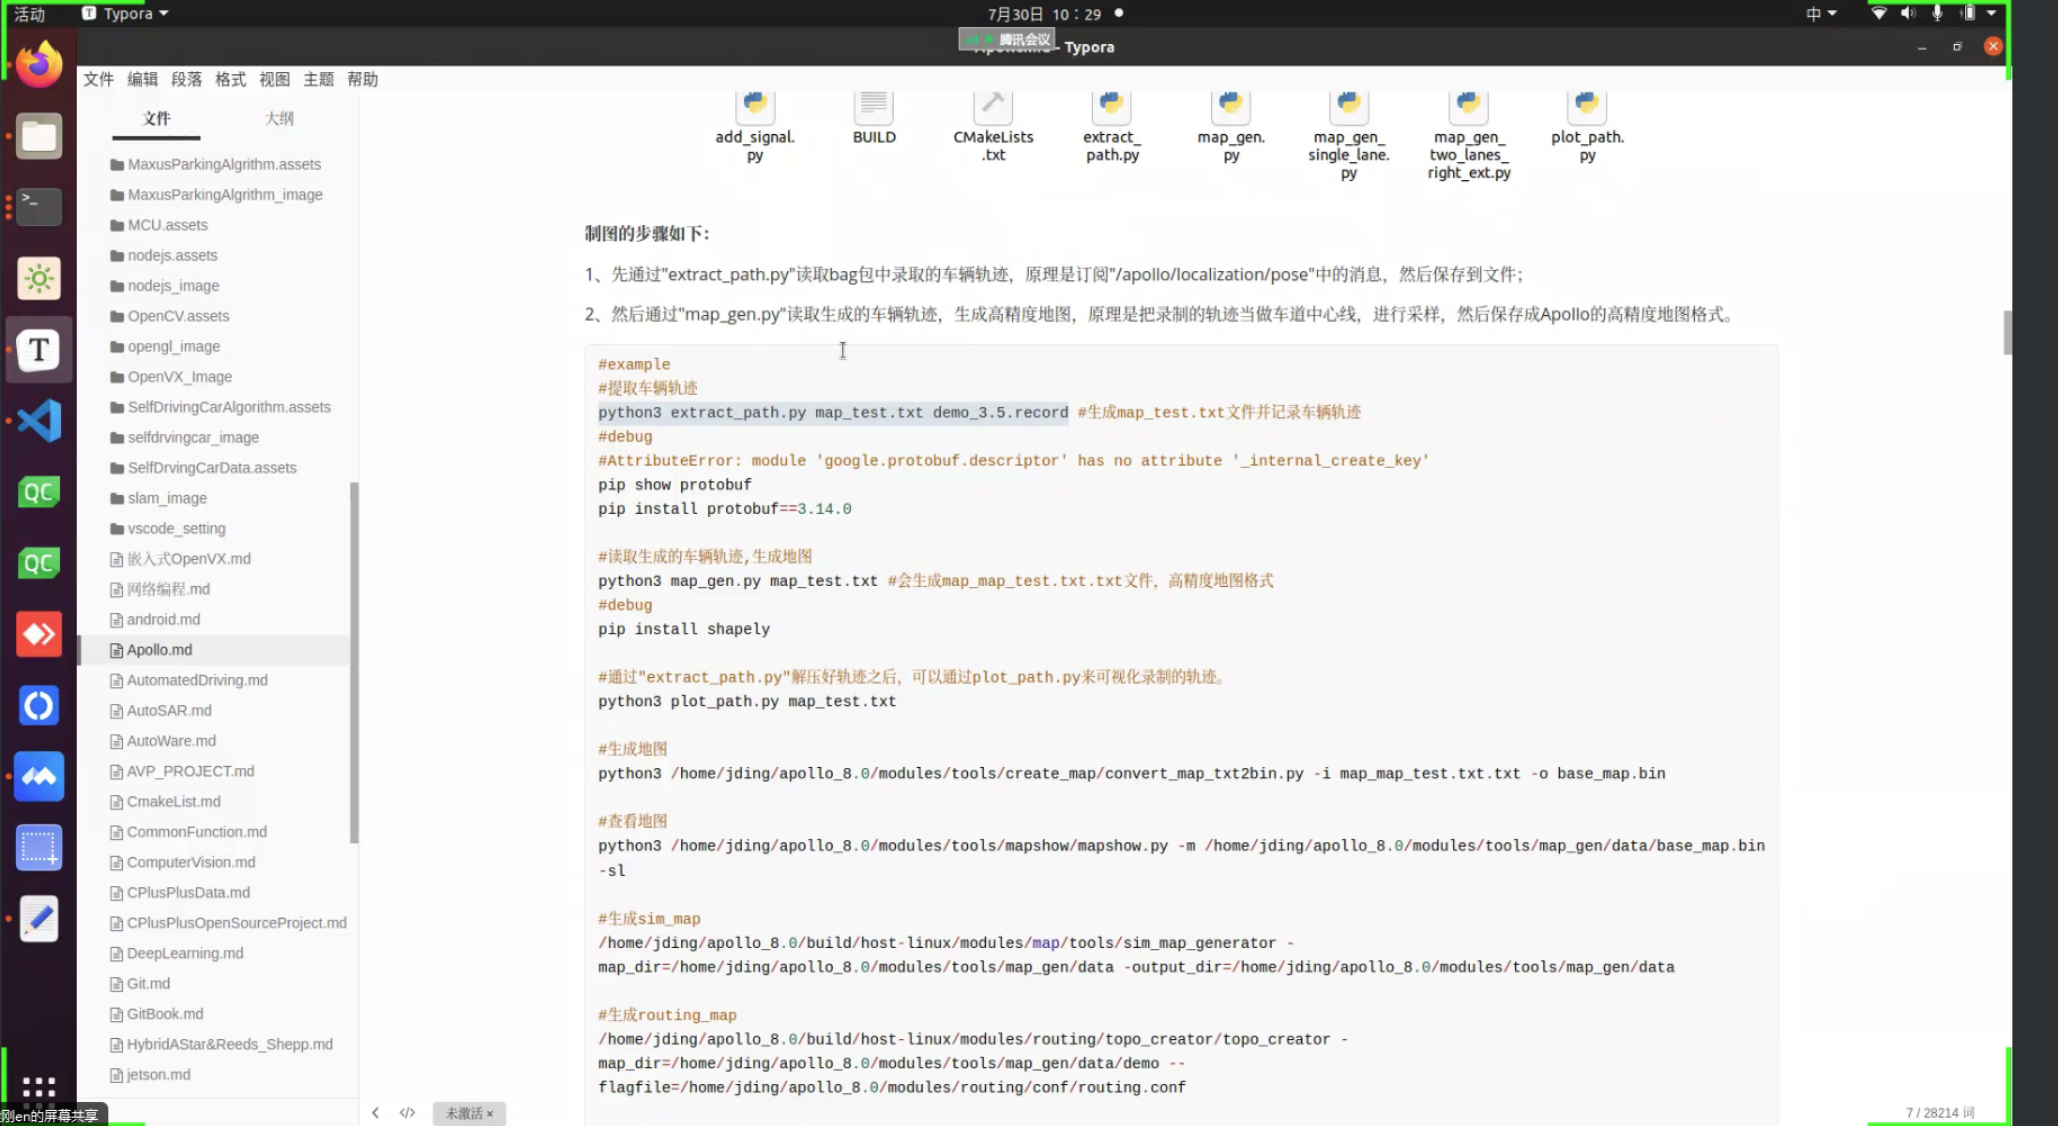 活动
Typora
7月30日 10：29
中
腾讯会议
- Typora
文件 编辑 段落 格式 视图 主题 帮助
文件 大纲
MaxusParkingAlgrithm.assets
MaxusParkingAlgrithm_image
MCU.assets
nodejs.assets
nodejs_image
OpenCV.assets
opengl_image
OpenVX_Image
SelfDrivingCarAlgorithm.assets
selfdrvingcar_image
SelfDrvingCarData.assets
slam_image
vscode_setting
嵌入式OpenVX.md
网络编程.md
android.md
Apollo.md
AutomatedDriving.md
AutoSAR.md
AutoWare.md
AVP_PROJECT.md
CmakeList.md
CommonFunction.md
ComputerVision.md
CPlusPlusData.md
CPlusPlusOpenSourceProject.md
DeepLearning.md
Git.md
GitBook.md
HybridAStar&Reeds_Shepp.md
jetson.md
add_signal.
py
BUILD
CMakeLists
.txt
extract_
path.py
map_gen.
py
map_gen_
single_lane.
py
map_gen_
two_lanes_
right_ext.py
plot_path.
py
制图的步骤如下：
1、先通过"extract_path.py"读取bag包中录取的车辆轨迹，原理是订阅"/apollo/localization/pose"中的消息，然后保存到文件；
2、然后通过"map_gen.py"读取生成的车辆轨迹，生成高精度地图，原理是把录制的轨迹当做车道中心线，进行采样，然后保存成Apollo的高精度地图格式。
#example
#提取车辆轨迹
python3 extract_path.py map_test.txt demo_3.5.record #生成map_test.txt文件并记录车辆轨迹
#debug
#AttributeError: module 'google.protobuf.descriptor' has no attribute '_internal_create_key'
pip show protobuf
pip install protobuf==3.14.0
#读取生成的车辆轨迹,生成地图
python3 map_gen.py map_test.txt #会生成map_map_test.txt.txt文件，高精度地图格式
#debug
pip install shapely
#通过"extract_path.py"解压好轨迹之后，可以通过plot_path.py来可视化录制的轨迹。
python3 plot_path.py map_test.txt
#生成地图
python3 /home/jding/apollo_8.0/modules/tools/create_map/convert_map_txt2bin.py -i map_map_test.txt.txt -o base_map.bin
#查看地图
python3 /home/jding/apollo_8.0/modules/tools/mapshow/mapshow.py -m /home/jding/apollo_8.0/modules/tools/map_gen/data/base_map.bin
-sl
#生成sim_map
/home/jding/apollo_8.0/build/host-linux/modules/map/tools/sim_map_generator -
map_dir=/home/jding/apollo_8.0/modules/tools/map_gen/data -output_dir=/home/jding/apollo_8.0/modules/tools/map_gen/data
#生成routing_map
/home/jding/apollo_8.0/build/host-linux/modules/routing/topo_creator/topo_creator -
map_dir=/home/jding/apollo_8.0/modules/tools/map_gen/data/demo --
flagfile=/home/jding/apollo_8.0/modules/routing/conf/routing.conf
刚en的屏幕共享
未激活 ×
7 / 28214 词